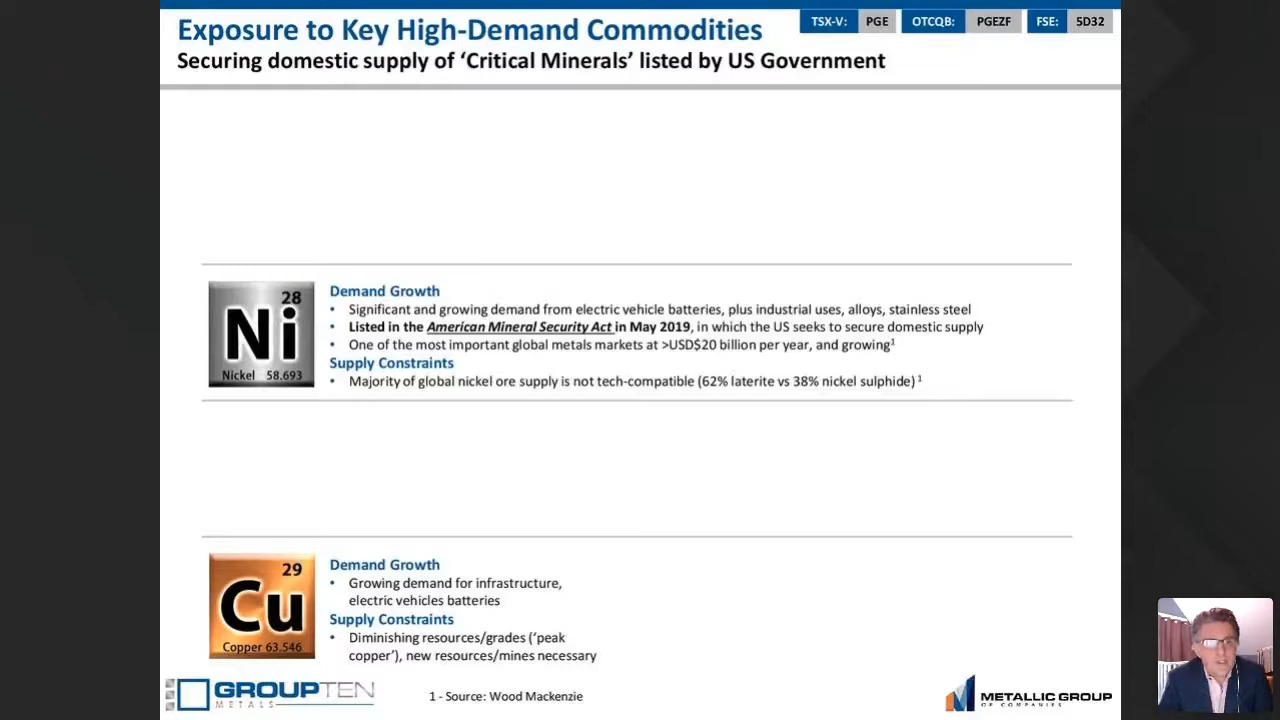 Exposure to Key High-Demand Commodities
TSX-V: PGE OTCQB: PGEZF FSE: 5D32
Securing domestic supply of ‘Critical Minerals’ listed by US Government
28
Ni
Nickel 58.693
Demand Growth
• Significant and growing demand from electric vehicle batteries, plus industrial uses, alloys, stainless steel
• Listed in the American Mineral Security Act in May 2019, in which the US seeks to secure domestic supply
• One of the most important global metals markets at >USD$20 billion per year, and growing¹
Supply Constraints
• Majority of global nickel ore supply is not tech-compatible (62% laterite vs 38% nickel sulphide) ¹
29
Cu
Copper 63.546
Demand Growth
• Growing demand for infrastructure,
electric vehicles batteries
Supply Constraints
• Diminishing resources/grades (‘peak
copper’), new resources/mines necessary
GROUPTEN
METALS
1 - Source: Wood Mackenzie
METALLIC GROUP
OF COMPANIES